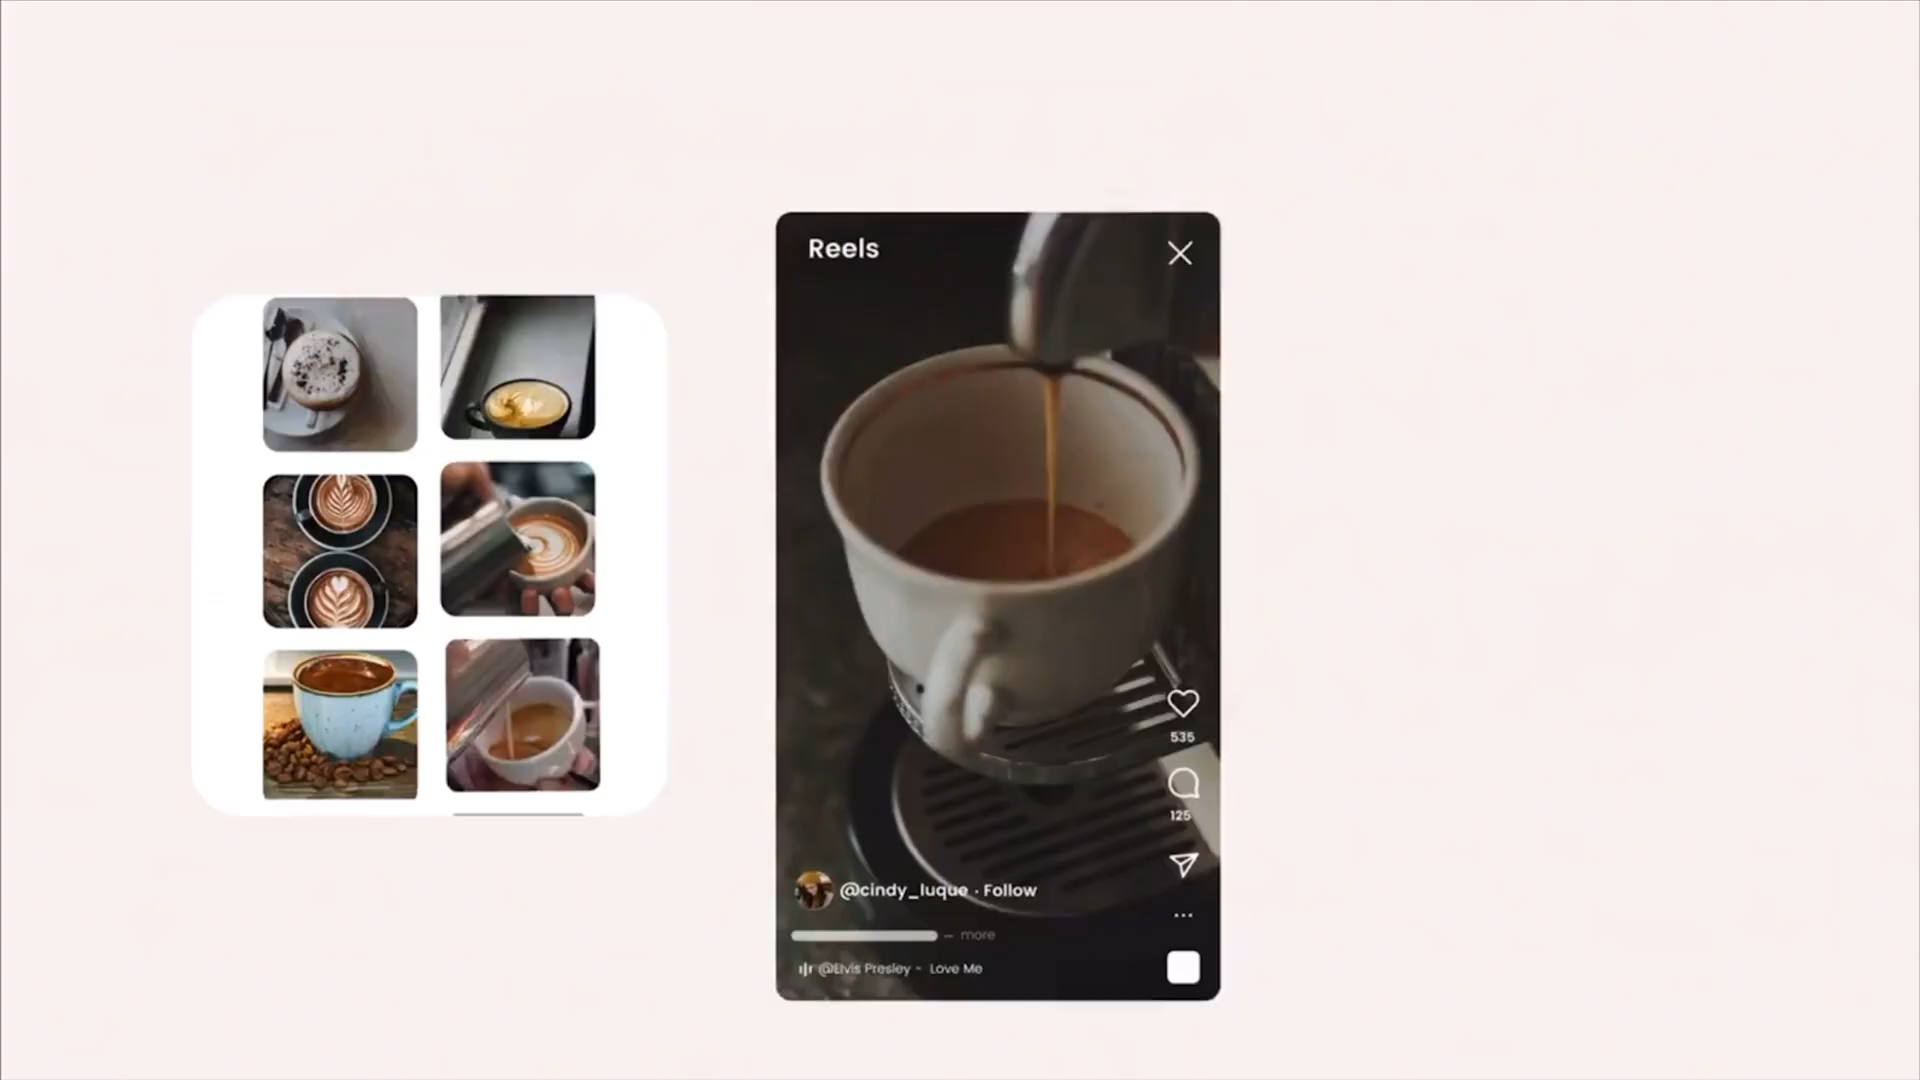 Reels
535
125
@cindy_luque · Follow
– more
@Elvis Presley - Love Me